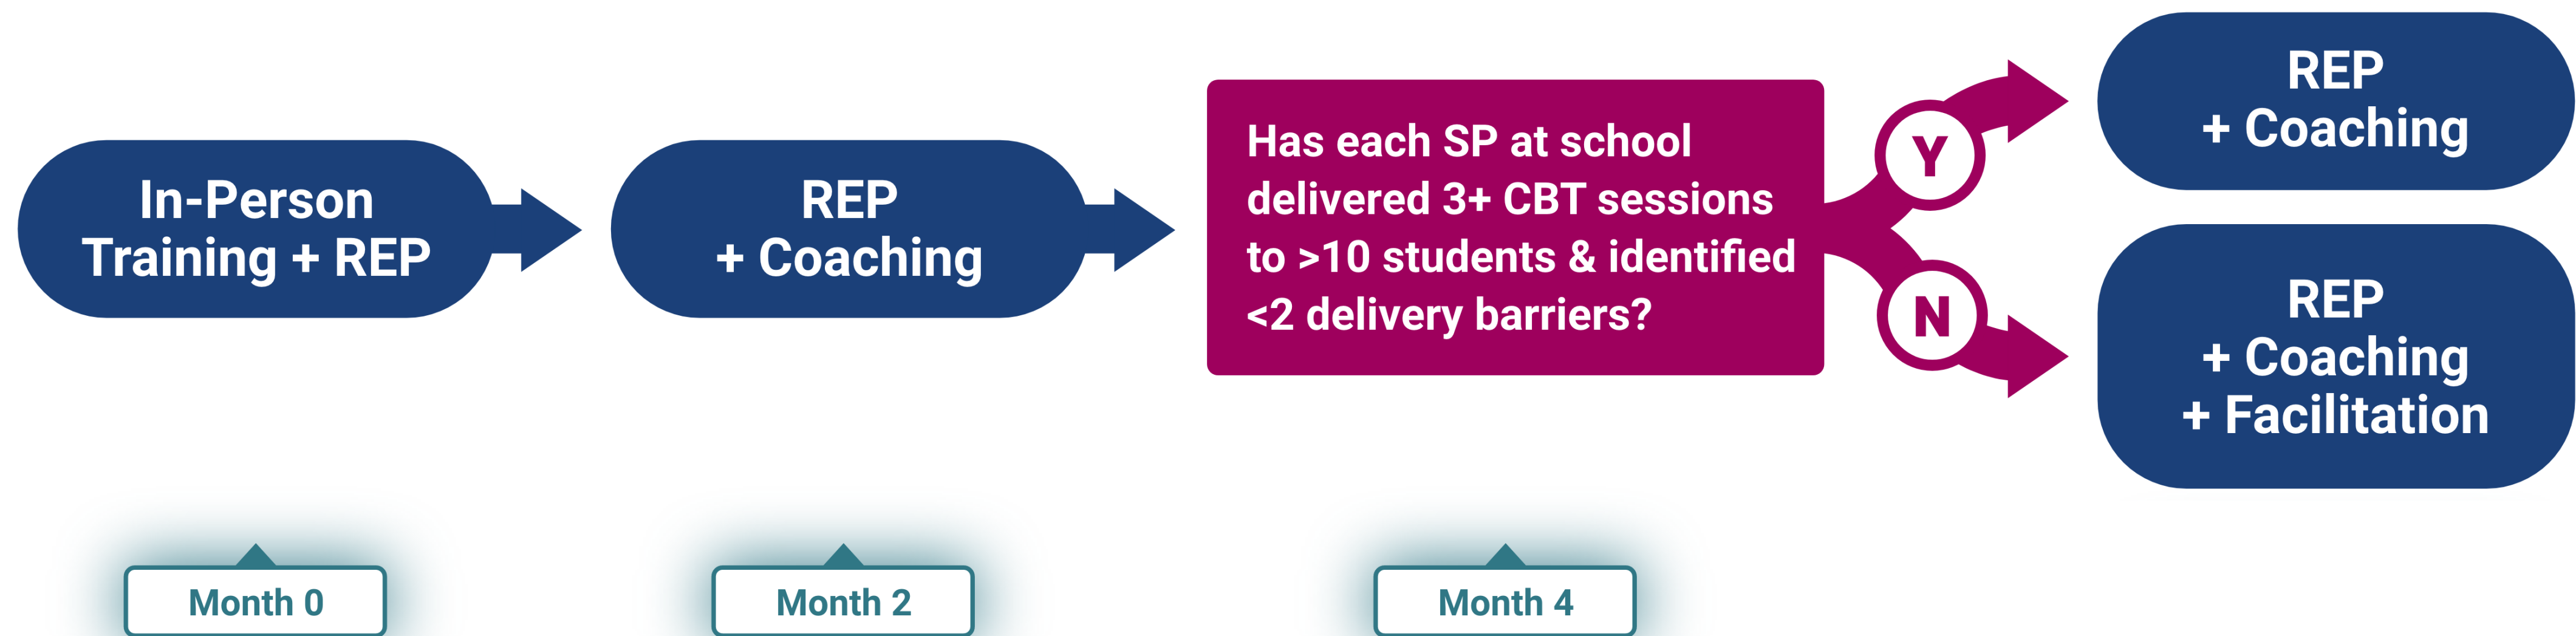 In-Person
Training + REP
REP
+ Coaching
Has each SP at school
delivered 3+ CBT sessions
to >10 students & identified
<2 delivery barriers?
Y
N
REP
+ Coaching
REP
+ Coaching
+ Facilitation
Month 0
Month 2
Month 4